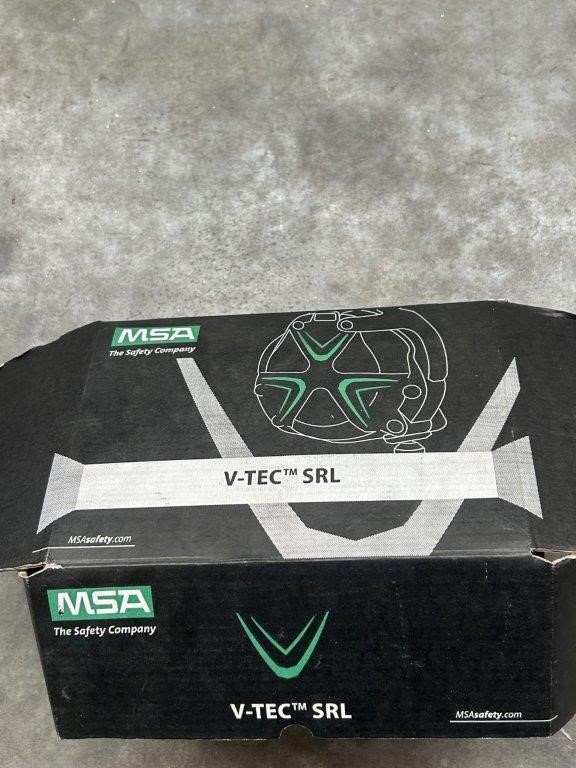 MSA
The Safety Company
V-TEC™ SRL
MSAsafety.com
MSA
The Safety Company
V-TEC™ SRL
MSAsafety.com